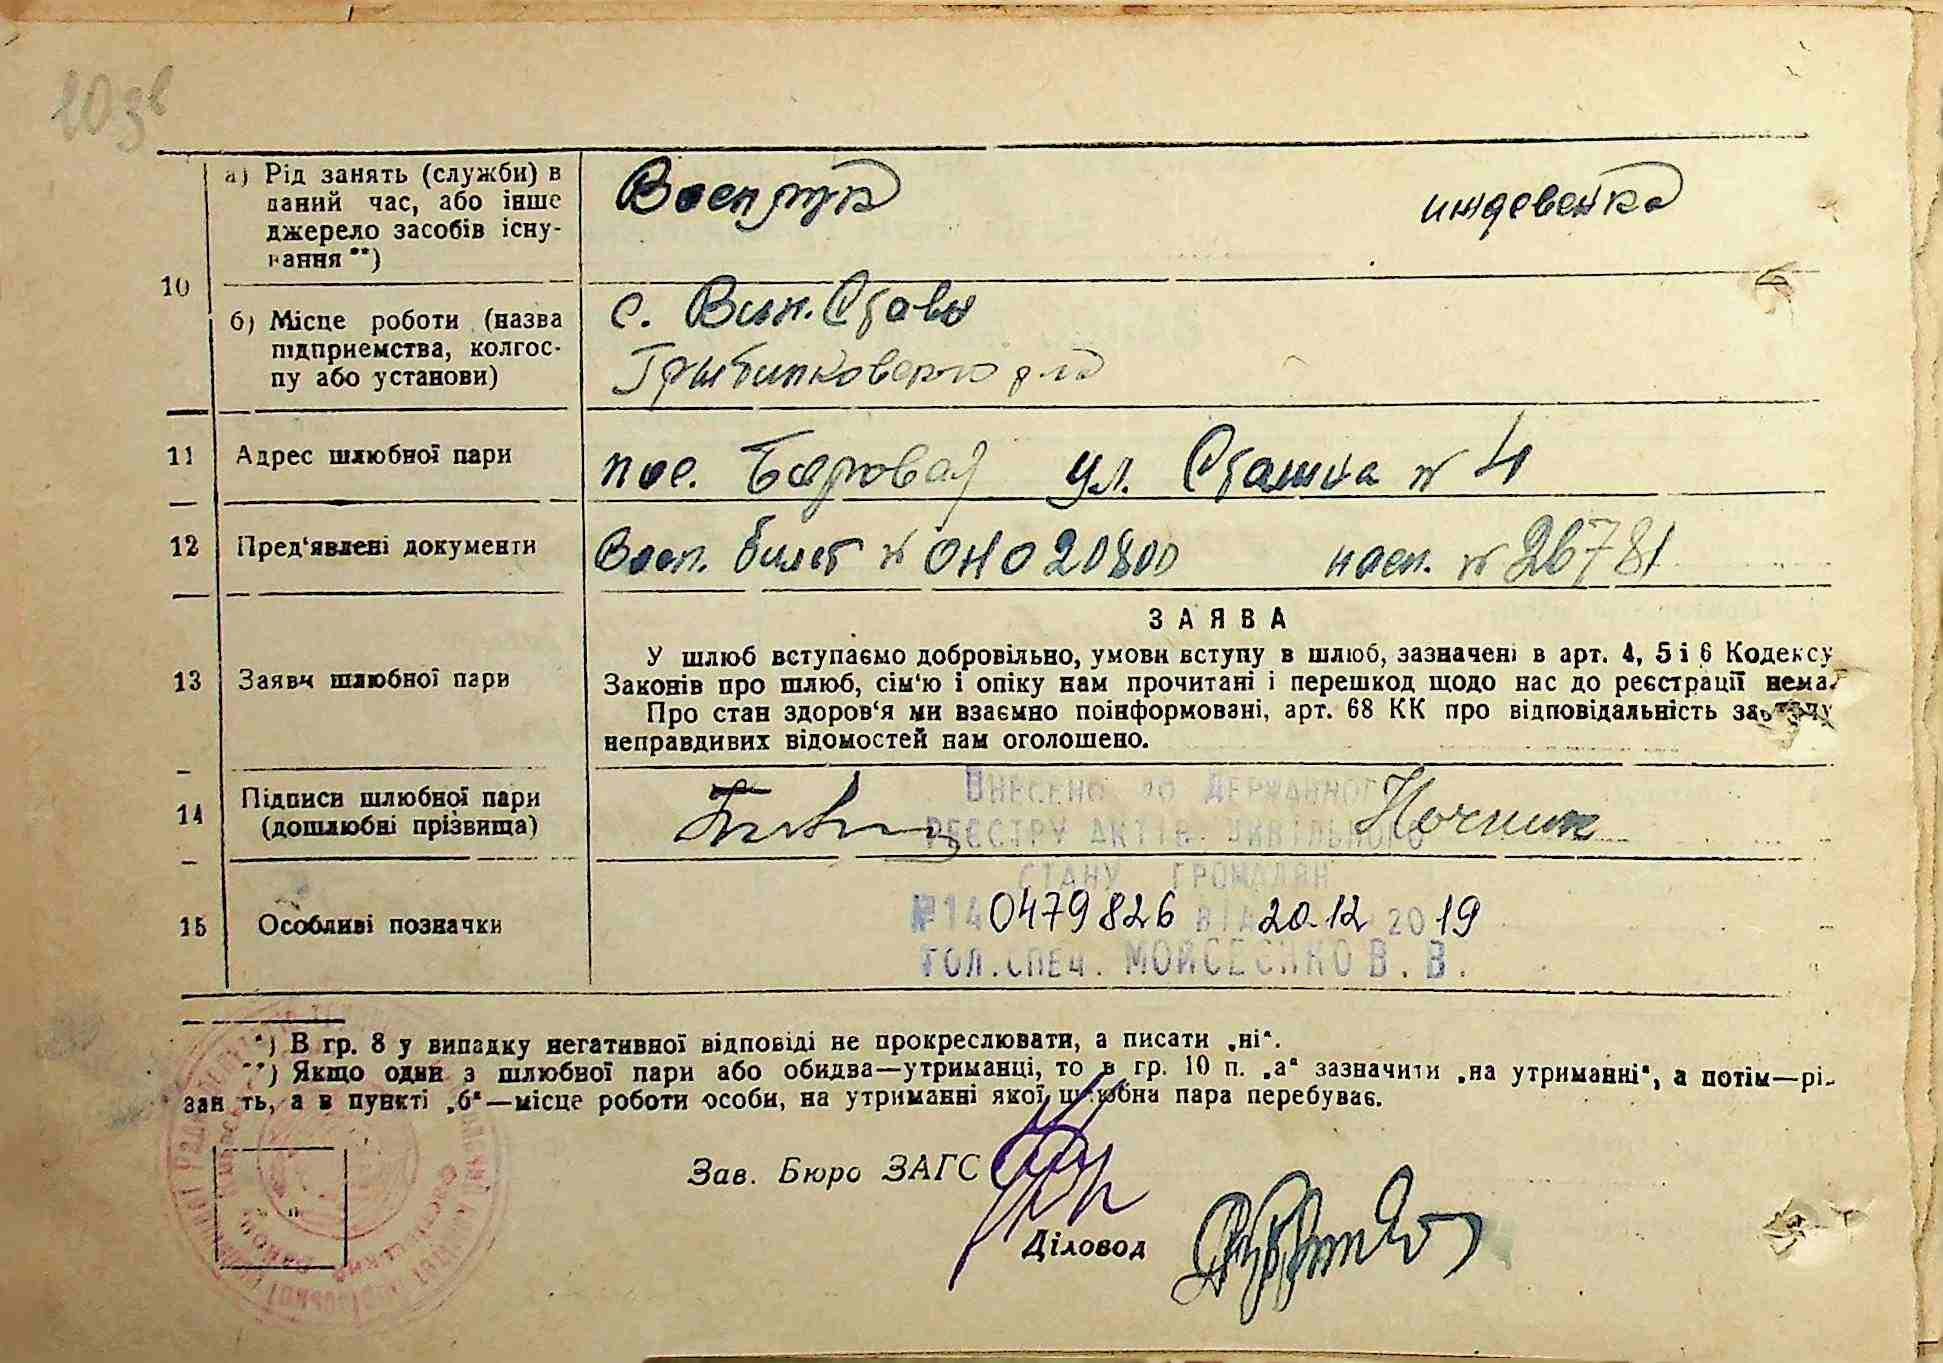 а) Рід занять (служби) в
даний час, або інше
джерело засобів існу-
вання **)
иждевенка
10
б) Місце роботи (назва
підприємства, колгос-
пу або установи)
с. Вин. Ставы
11 Адрес шлюбної пари
пос. ул. № 4
12 Пред'явлені документи
Воен. билет № ОНО20800 пасп. № 26781
ЗАЯВА
13 Заява шлюбної пари
У шлюб вступаємо добровільно, умови вступу в шлюб, зазначені в арт. 4, 5 і 6 Кодексу
Законів про шлюб, сім'ю і опіку нам прочитані і перешкод щодо нас до реєстрації нема.
Про стан здоров'я ми взаємно поінформовані, арт. 68 КК про відповідальність за
неправдивих відомостей нам оголошено.
14 Підписи шлюбної пари
(дошлюбні прізвища)
Внесено до Державного
реєстру актів цивільного
стану громадян
15 Особливі позначки
№140479826 від 20.12 2019
гол. спец. Мойсеєнко В. В.
*) В гр. 8 у випадку негативної відповіді не прокреслювати, а писати „ні“.
**) Якщо один з шлюбної пари або обидва—утриманці, то в гр. 10 п. „а“ зазначити „на утриманні“, а потім—рі
зан ть, а в пункті „б“—місце роботи особи, на утриманні якої шлюбна пара перебуває.
Зав. Бюро ЗАГС
Діловод